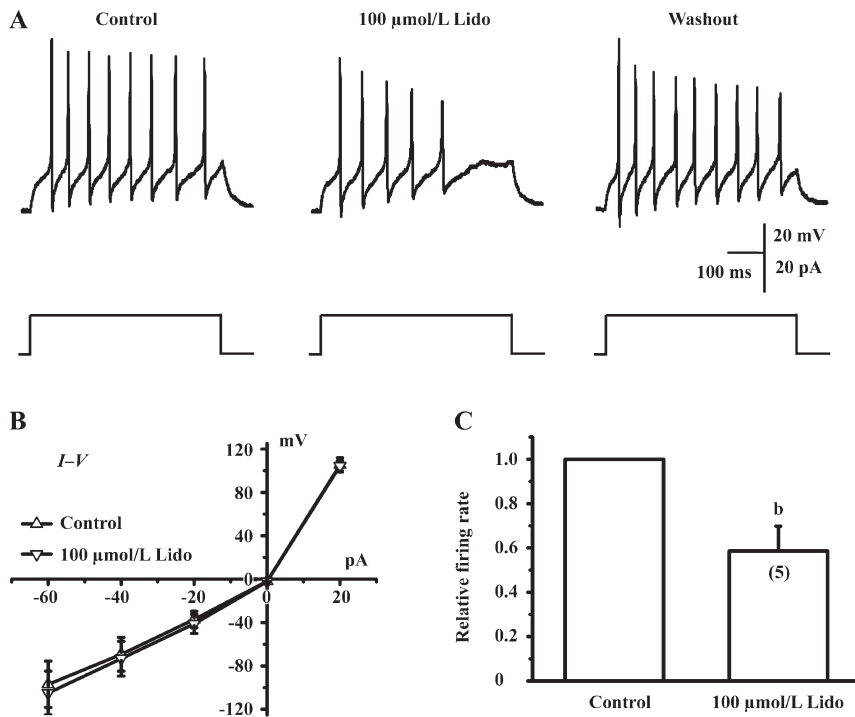 A
Control
100 µmol/L Lido
Washout
20 mV
100 ms
20 pA
B
I–V
mV
120
80
40
0
-40
-80
-120
pA
-60
-40
-20
0
20
Control
100 µmol/L Lido
C
Relative firing rate
1.0
0.8
0.6
0.4
0.2
0
b
(5)
Control
100 µmol/L Lido